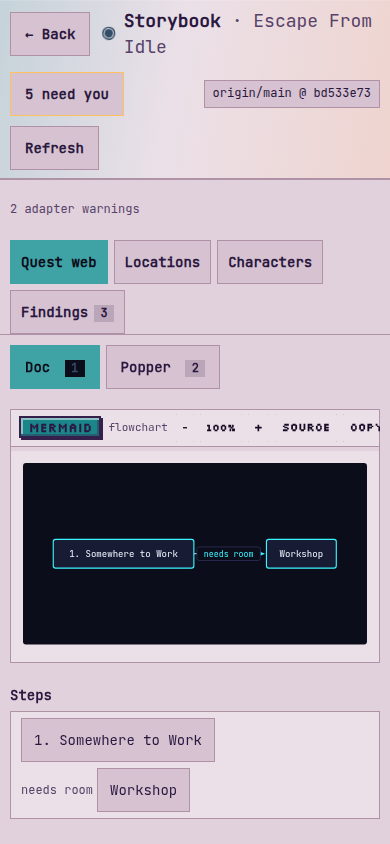 ← Back
Storybook · Escape From Idle
5 need you
origin/main @ bd533e73
Refresh
2 adapter warnings
Quest web
Locations
Characters
Findings 3
Doc 1
Popper 2
MERMAID flowchart - 100% + SOURCE COPY
1. Somewhere to Work
needs room
Workshop
Steps
1. Somewhere to Work
needs room Workshop